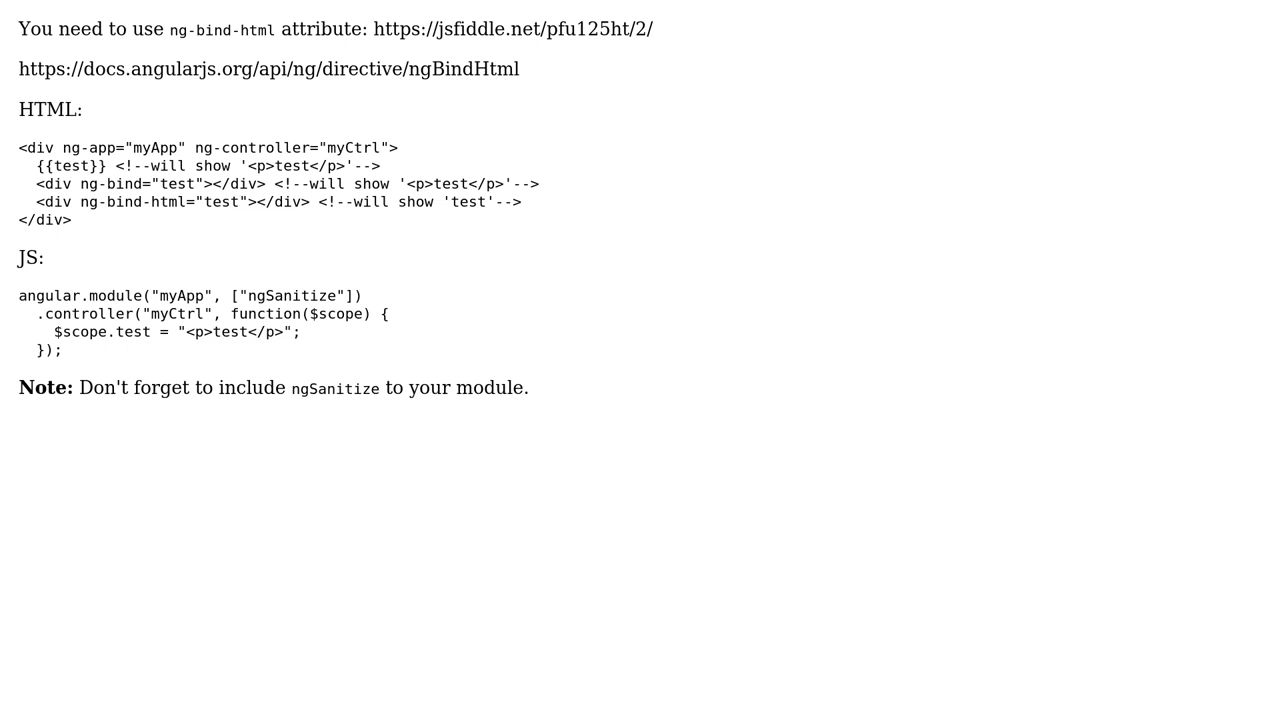 You need to use ng-bind-html attribute: https://jsfiddle.net/pfu125ht/2/
https://docs.angularjs.org/api/ng/directive/ngBindHtml
HTML:
<div ng-app="myApp" ng-controller="myCtrl">
  {{test}} <!--will show '<p>test</p>'-->
  <div ng-bind="test"></div> <!--will show '<p>test</p>'-->
  <div ng-bind-html="test"></div> <!--will show 'test'-->
</div>
JS:
angular.module("myApp", ["ngSanitize"])
  .controller("myCtrl", function($scope) {
    $scope.test = "<p>test</p>";
  });
Note: Don't forget to include ngSanitize to your module.